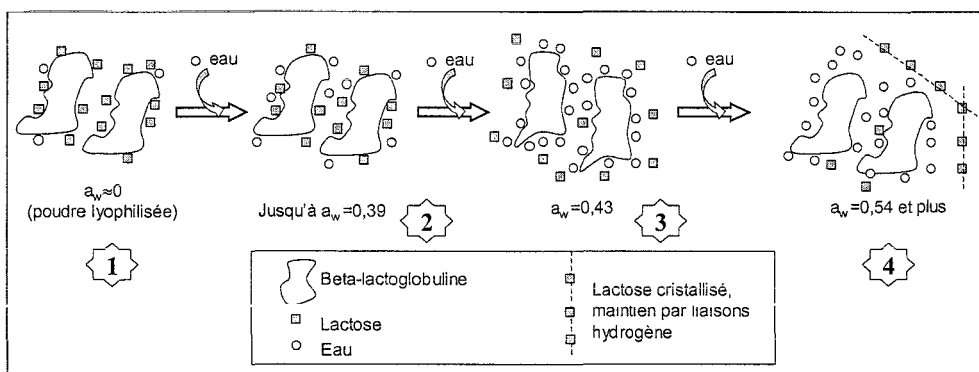 eau
eau
eau
a_w≈0
(poudre lyophilisée)
Jusqu'à a_w=0,39
a_w=0,43
a_w=0,54 et plus
1
2
3
4
Beta-lactoglobuline
Lactose
Eau
Lactose cristallisé,
maintien par liaisons
hydrogène